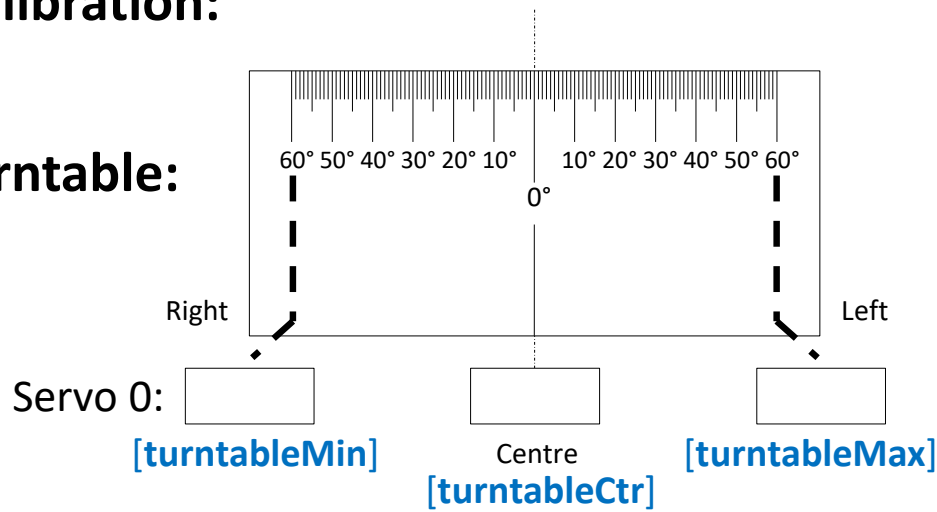 libration:
60° 50° 40° 30° 20° 10° 10° 20° 30° 40° 50° 60°
rntable:
0°
Right Left
Servo 0:
[turntableMin] Centre [turntableMax]
[turntableCtr]